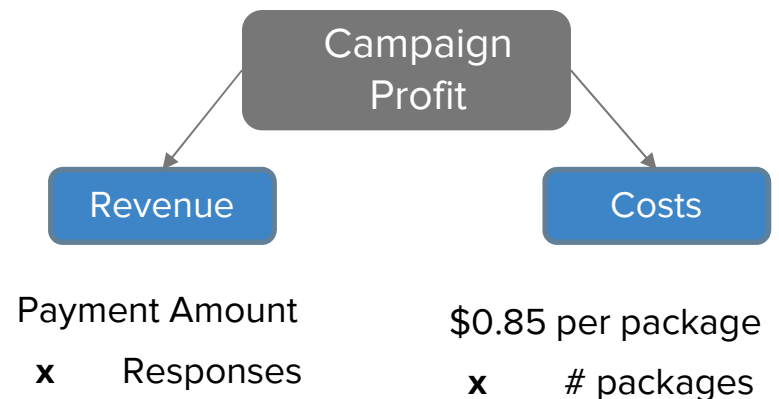 Campaign
Profit
Revenue
Costs
Payment Amount
x Responses
$0.85 per package
x # packages